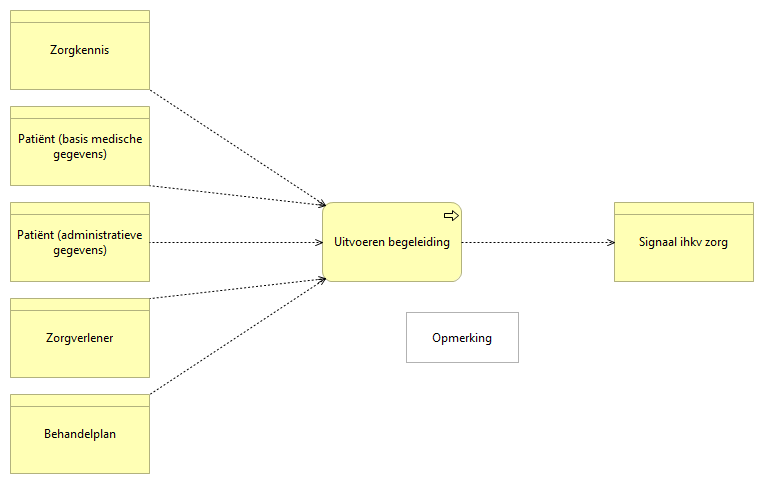 Zorgkennis
Patiënt (basis medische
gegevens)
Patiënt (administratieve
gegevens)
Uitvoeren begeleiding
Signaal ihkv zorg
Zorgverlener
Opmerking
Behandelplan